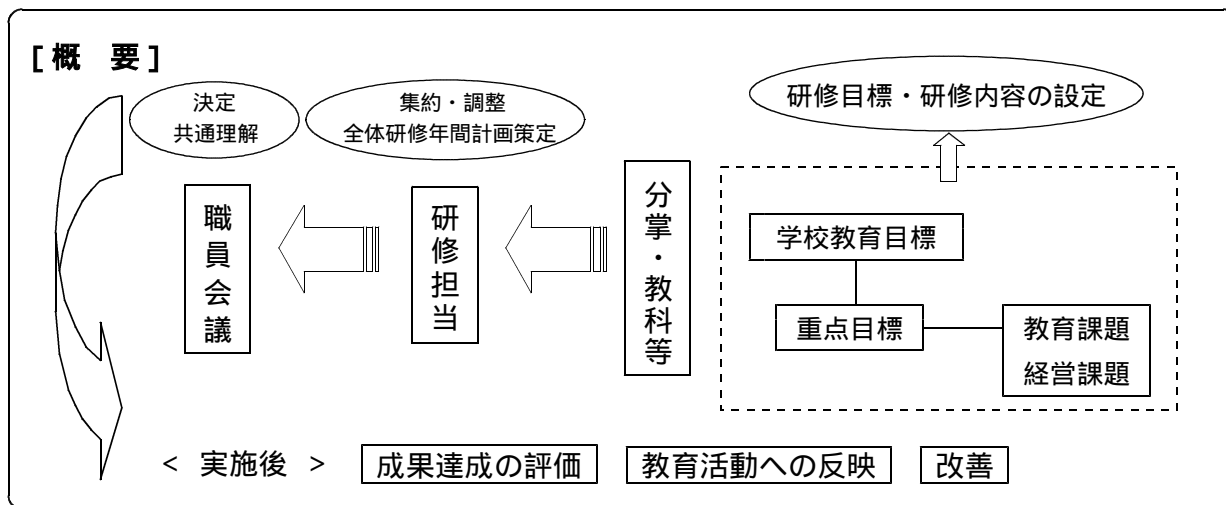 [概　要]
決定
共通理解
集約・調整
全体研修年間計画策定
研修目標・研修内容の設定
職員会議
研修担当
分掌・教科等
学校教育目標
重点目標
教育課題
経営課題
< 実施後 >　成果達成の評価　教育活動への反映　改善